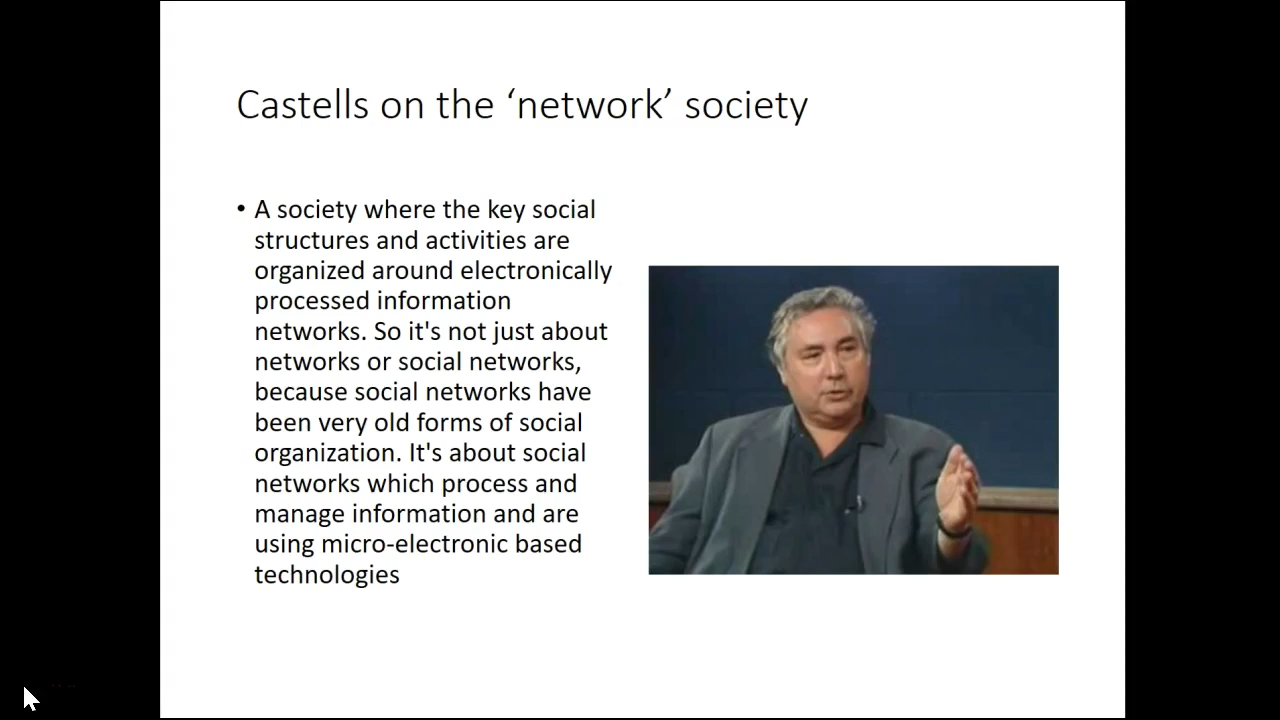 Castells on the ‘network’ society
• A society where the key social
structures and activities are
organized around electronically
processed information
networks. So it's not just about
networks or social networks,
because social networks have
been very old forms of social
organization. It's about social
networks which process and
manage information and are
using micro-electronic based
technologies